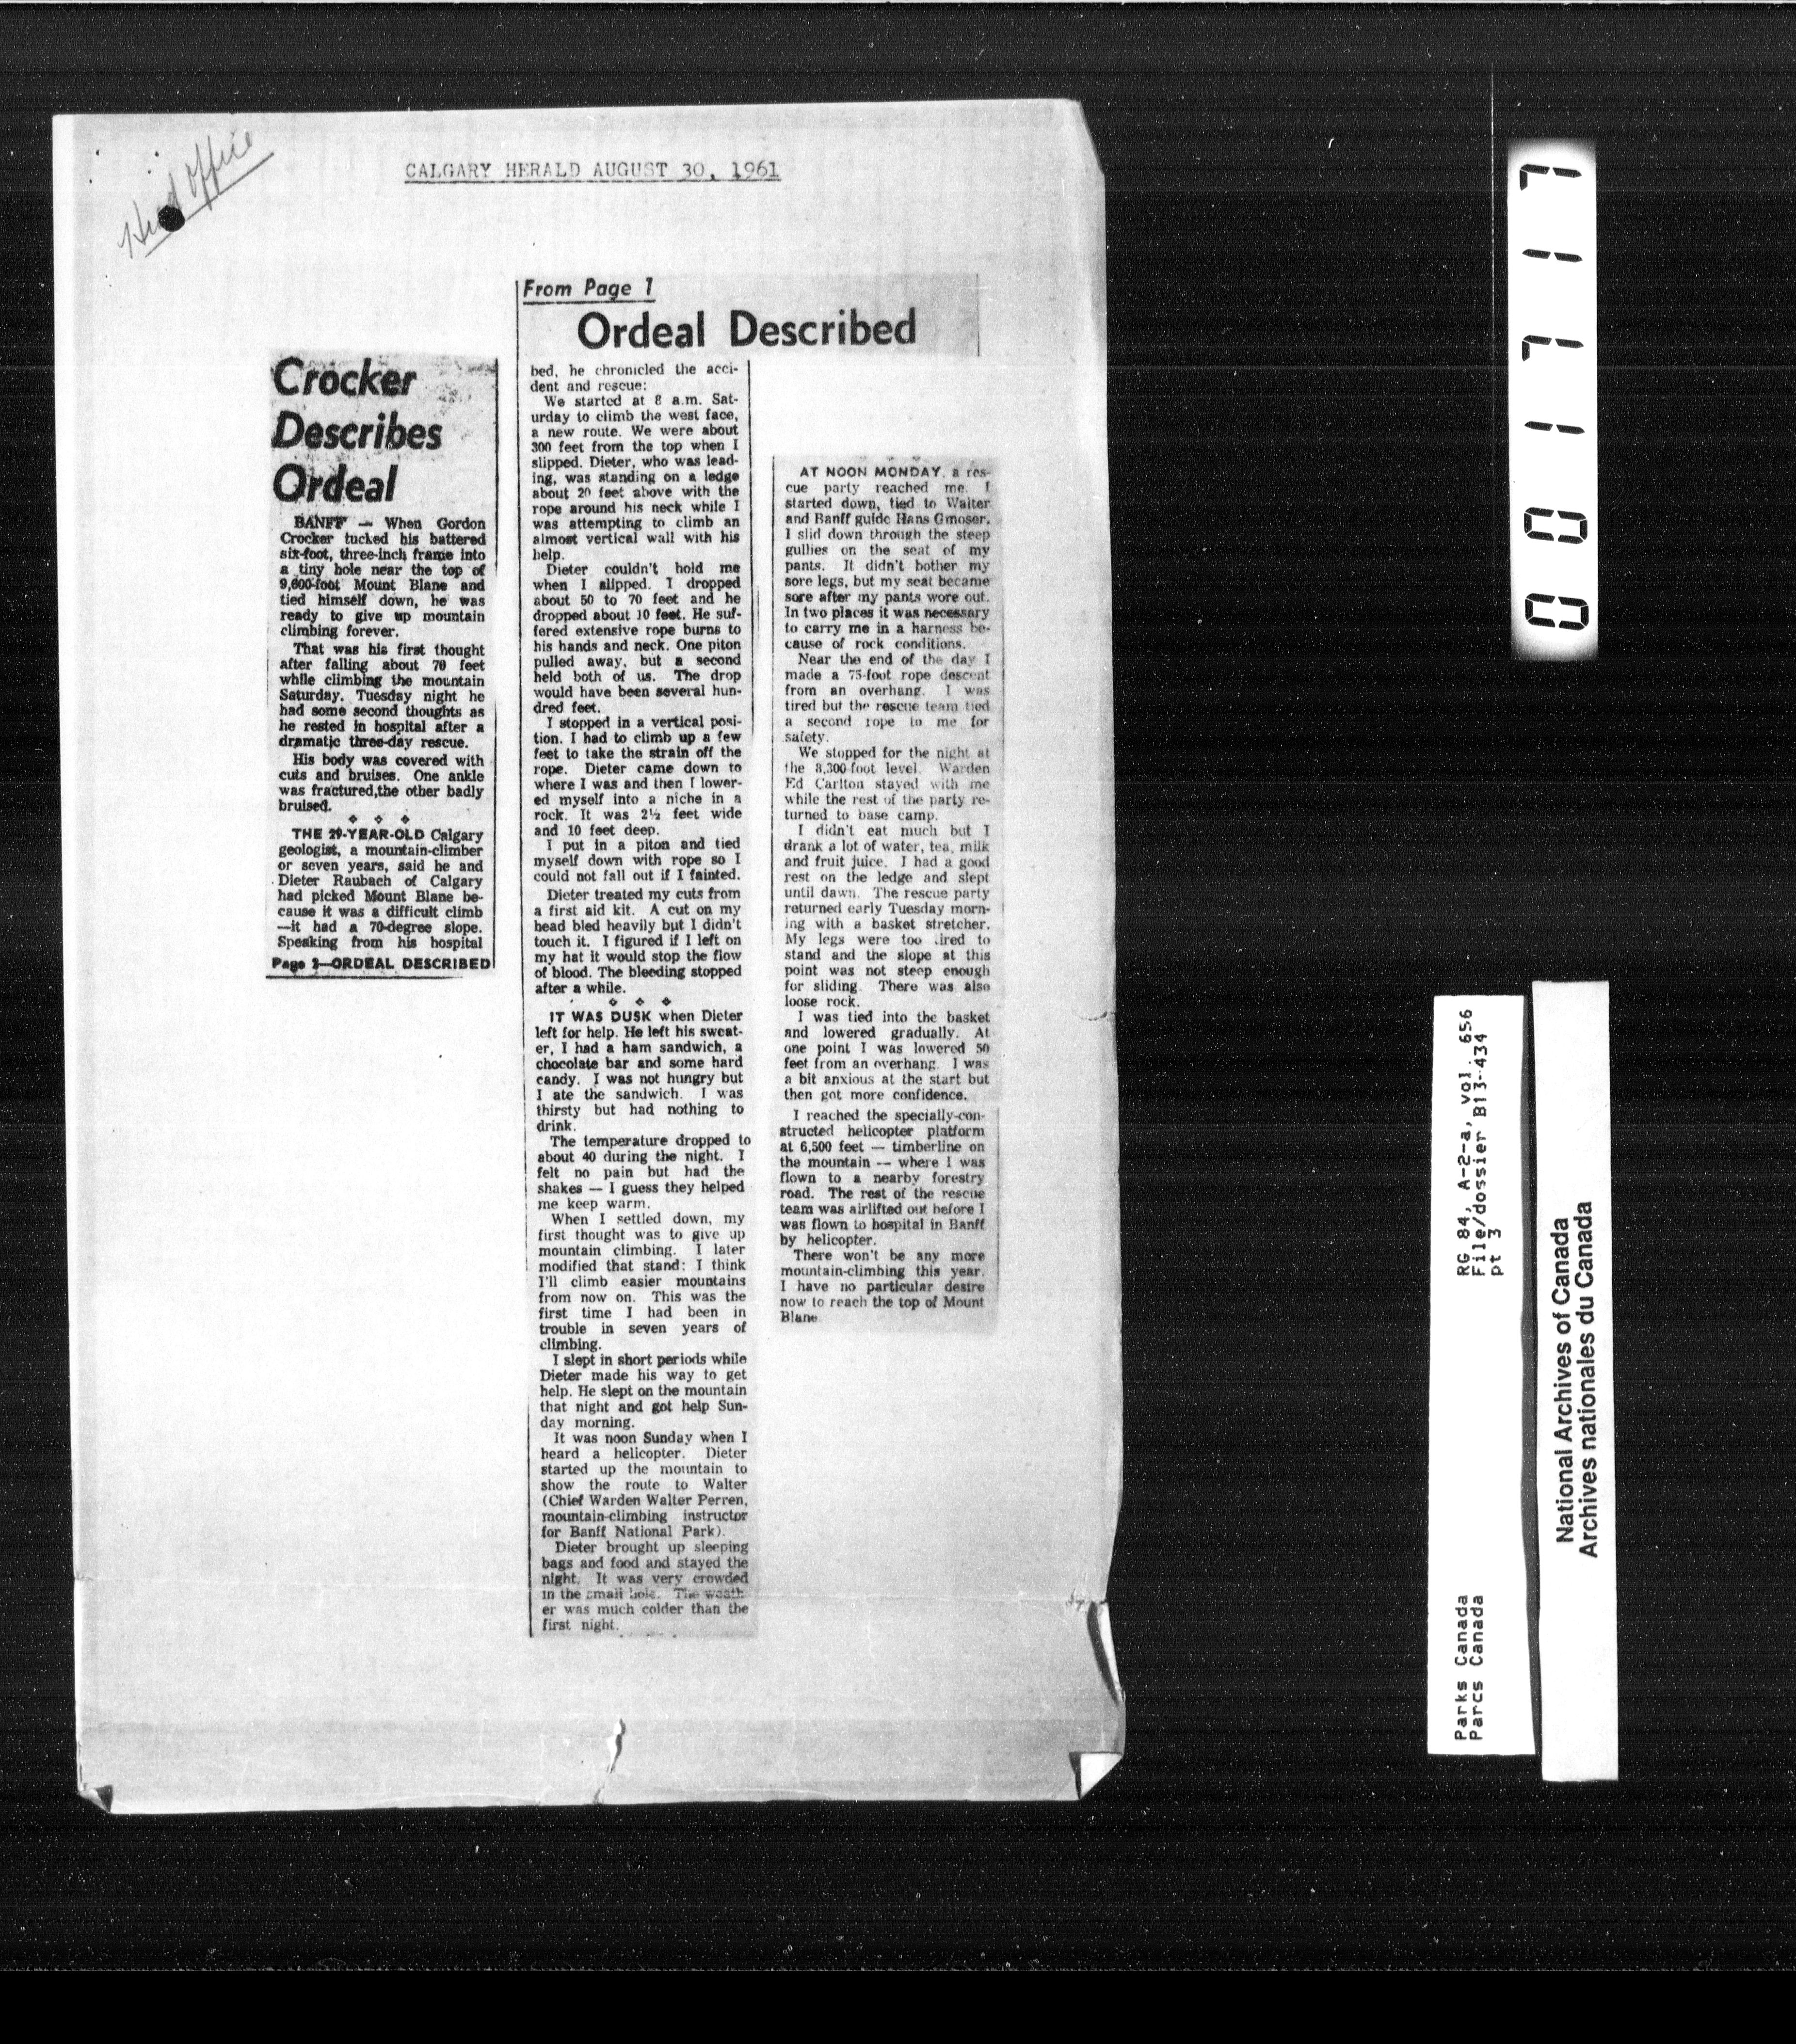 Head Office
CALGARY HERALD AUGUST 30, 1961
Crocker
Describes
Ordeal
BANFF — When Gordon
Crocker tucked his battered
six-foot, three-inch frame into
a tiny hole near the top of
9,600-foot Mount Blane and
tied himself down, he was
ready to give up mountain
climbing forever.
That was his first thought
after falling about 70 feet
while climbing the mountain
Saturday. Tuesday night he
had some second thoughts as
he rested in hospital after a
dramatic three-day rescue.
His body was covered with
cuts and bruises. One ankle
was fractured,the other badly
bruised.
THE 29-YEAR-OLD Calgary
geologist, a mountain-climber
or seven years, said he and
Dieter Raubach of Calgary
had picked Mount Blane be-
cause it was a difficult climb
—it had a 70-degree slope.
Speaking from his hospital
Page 2—ORDEAL DESCRIBED
From Page 1
Ordeal Described
bed, he chronicled the acci-
dent and rescue:
We started at 8 a.m. Sat-
urday to climb the west face,
a new route. We were about
300 feet from the top when I
slipped. Dieter, who was lead-
ing, was standing on a ledge
about 20 feet above with the
rope around his neck while I
was attempting to climb an
almost vertical wall with his
help.
Dieter couldn't hold me
when I slipped. I dropped
about 50 to 70 feet and he
dropped about 10 feet. He suf-
fered extensive rope burns to
his hands and neck. One piton
pulled away, but a second
held both of us. The drop
would have been several hun-
dred feet.
I stopped in a vertical posi-
tion. I had to climb up a few
feet to take the strain off the
rope. Dieter came down to
where I was and then I lower-
ed myself into a niche in a
rock. It was 2½ feet wide
and 10 feet deep.
I put in a piton and tied
myself down with rope so I
could not fall out if I fainted.
Dieter treated my cuts from
a first aid kit. A cut on my
head bled heavily but I didn't
touch it. I figured if I left on
my hat it would stop the flow
of blood. The bleeding stopped
after a while.
IT WAS DUSK when Dieter
left for help. He left his sweat-
er, I had a ham sandwich, a
chocolate bar and some hard
candy. I was not hungry but
I ate the sandwich. I was
thirsty but had nothing to
drink.
The temperature dropped to
about 40 during the night. I
felt no pain but had the
shakes — I guess they helped
me keep warm.
When I settled down, my
first thought was to give up
mountain climbing. I later
modified that stand: I think
I'll climb easier mountains
from now on. This was the
first time I had been in
trouble in seven years of
climbing.
I slept in short periods while
Dieter made his way to get
help. He slept on the mountain
that night and got help Sun-
day morning.
It was noon Sunday when I
heard a helicopter. Dieter
started up the mountain to
show the route to Walter
(Chief Warden Walter Perren,
mountain-climbing instructor
for Banff National Park).
Dieter brought up sleeping
bags and food and stayed the
night. It was very crowded
in the small hole. The weath-
er was much colder than the
first night.
AT NOON MONDAY, a res-
cue party reached me. I
started down, tied to Walter
and Banff guide Hans Gmoser.
I slid down through the steep
gullies on the seat of my
pants. It didn't bother my
sore legs, but my seat became
sore after my pants wore out.
In two places it was necessary
to carry me in a harness be-
cause of rock conditions.
Near the end of the day I
made a 75-foot rope descent
from an overhang. I was
tired but the rescue team tied
a second rope to me for
safety.
We stopped for the night at
the 8,300-foot level. Warden
Ed Carlton stayed with me
while the rest of the party re-
turned to base camp.
I didn't eat much but I
drank a lot of water, tea, milk
and fruit juice. I had a good
rest on the ledge and slept
until dawn. The rescue party
returned early Tuesday morn-
ing with a basket stretcher.
My legs were too tired to
stand and the slope at this
point was not steep enough
for sliding. There was also
loose rock.
I was tied into the basket
and lowered gradually. At
one point I was lowered 50
feet from an overhang. I was
a bit anxious at the start but
then got more confidence.
I reached the specially-con-
structed helicopter platform
at 6,500 feet — timberline on
the mountain — where I was
flown to a nearby forestry
road. The rest of the rescue
team was airlifted out before I
was flown to hospital in Banff
by helicopter.
There won't be any more
mountain-climbing this year.
I have no particular desire
now to reach the top of Mount
Blane
001717
Parks Canada
Parcs Canada
RG 84, A-2-a, vol. 656
File/dossier B13-434
pt 3
National Archives of Canada
Archives nationales du Canada